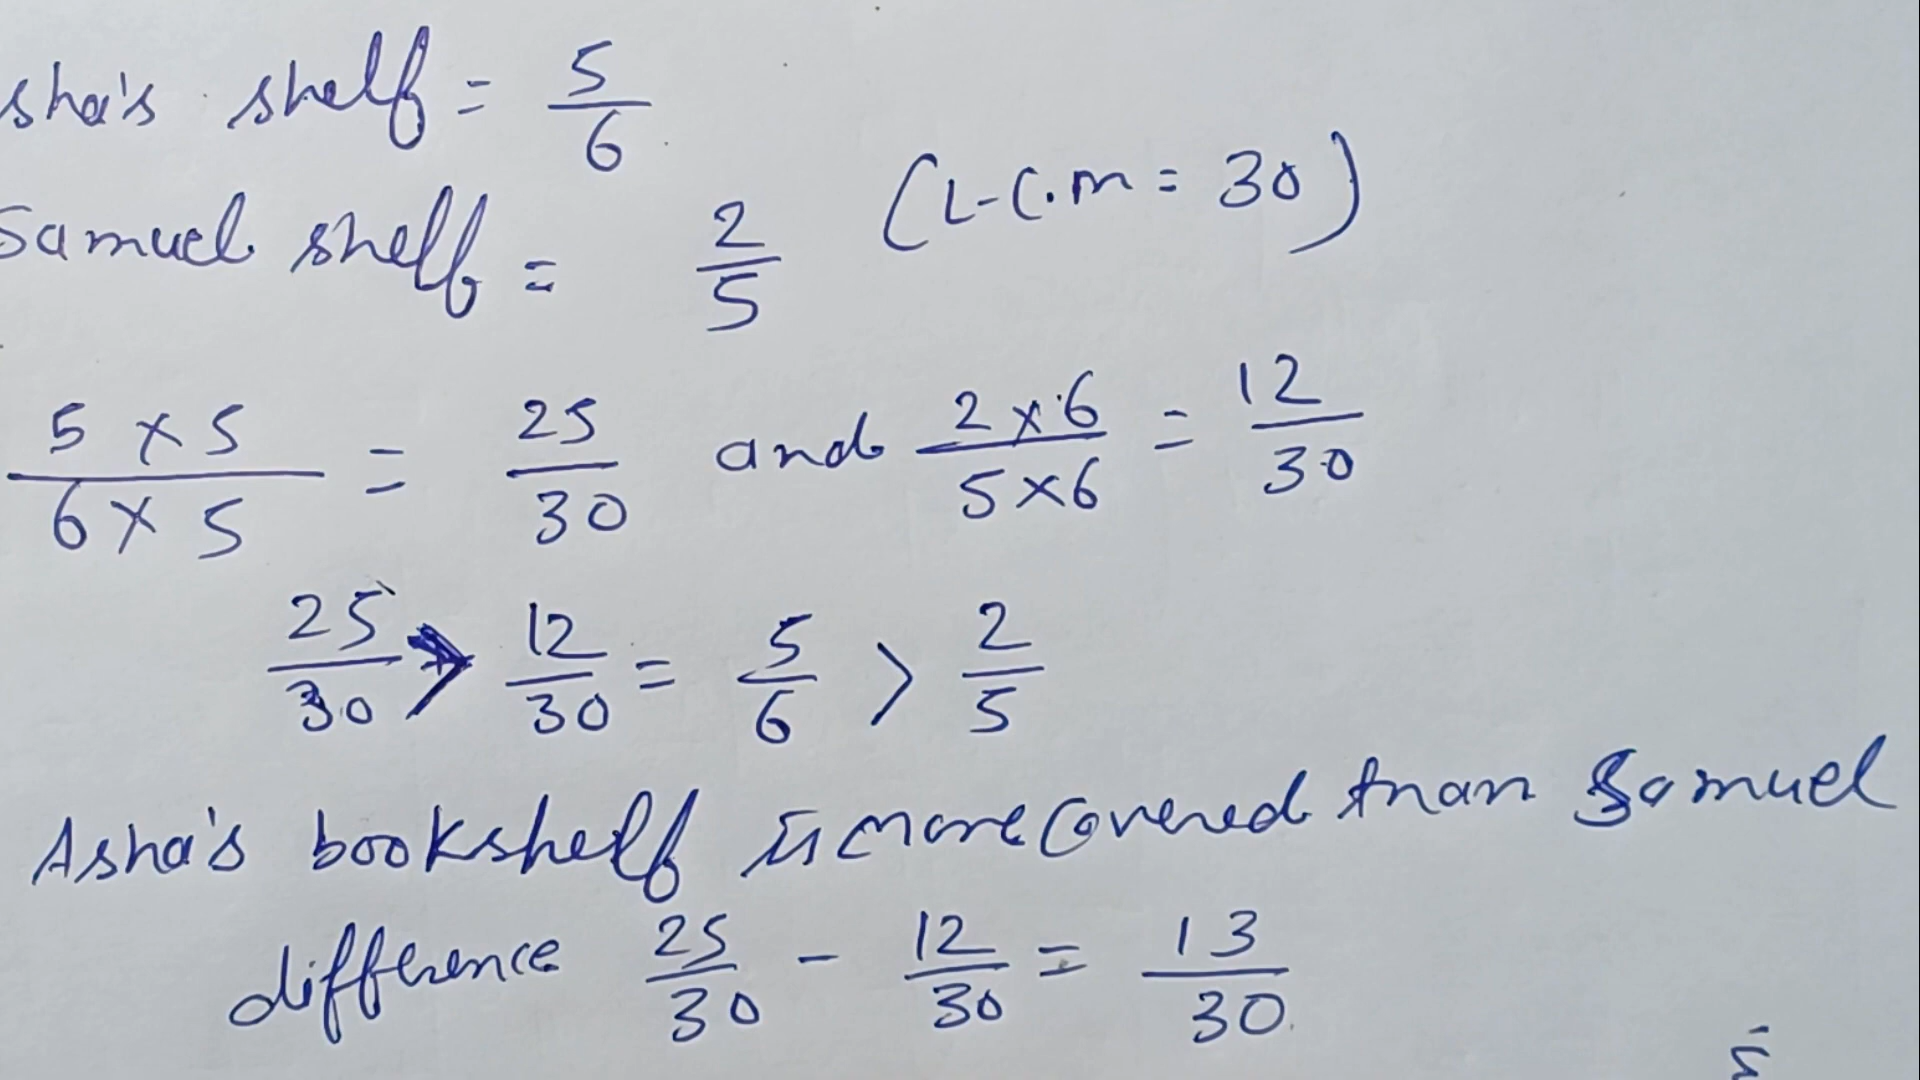 sha's shelf = 5/6
(L.C.m = 30)
Samuel shelf = 2/5
5 x 5 / 6 x 5 = 25/30 and 2 x 6 / 5 x 6 = 12/30
25/30 > 12/30 = 5/6 > 2/5
Asha's bookshelf is more covered than Samuel
difference 25/30 - 12/30 = 13/30